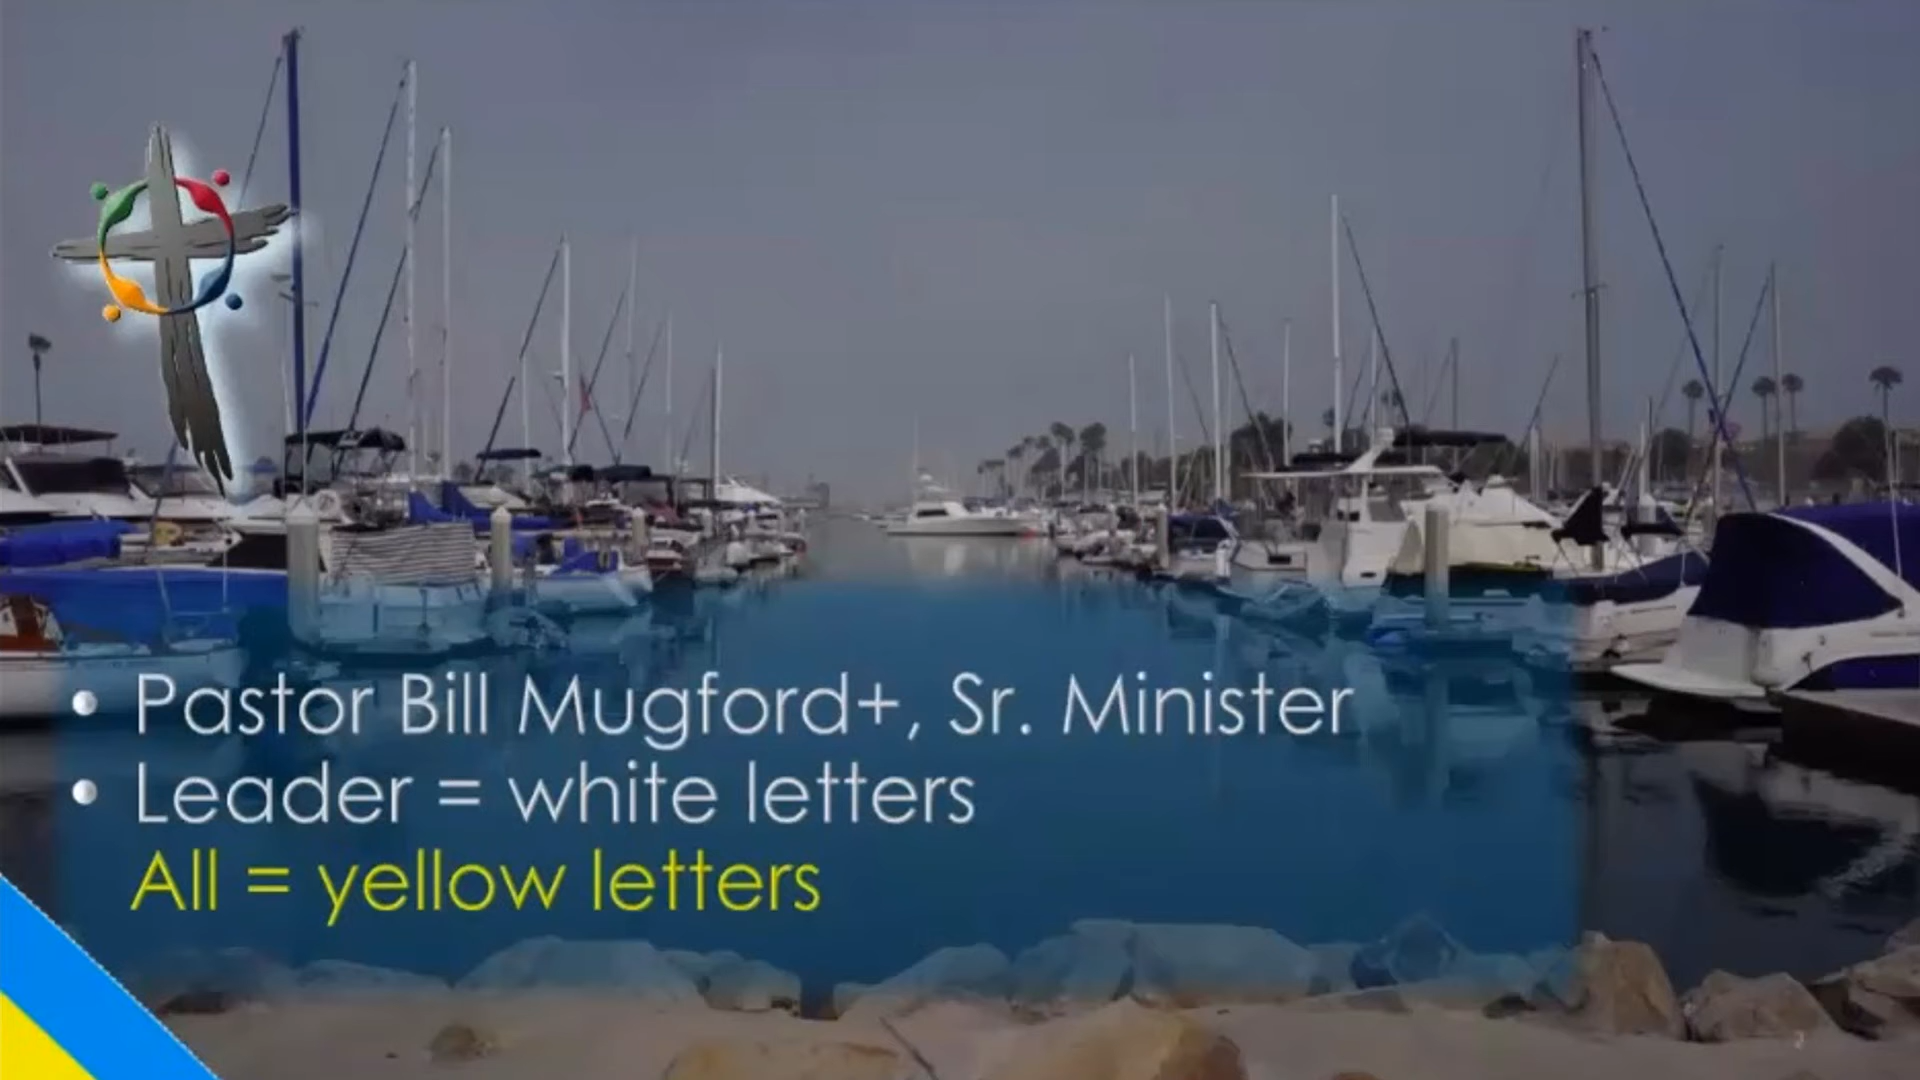 • Pastor Bill Mugford+, Sr. Minister
• Leader = white letters
All = yellow letters